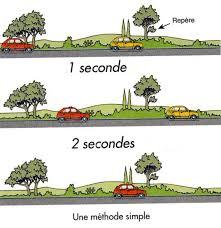 Repère
1 seconde
2 secondes
Une méthode simple